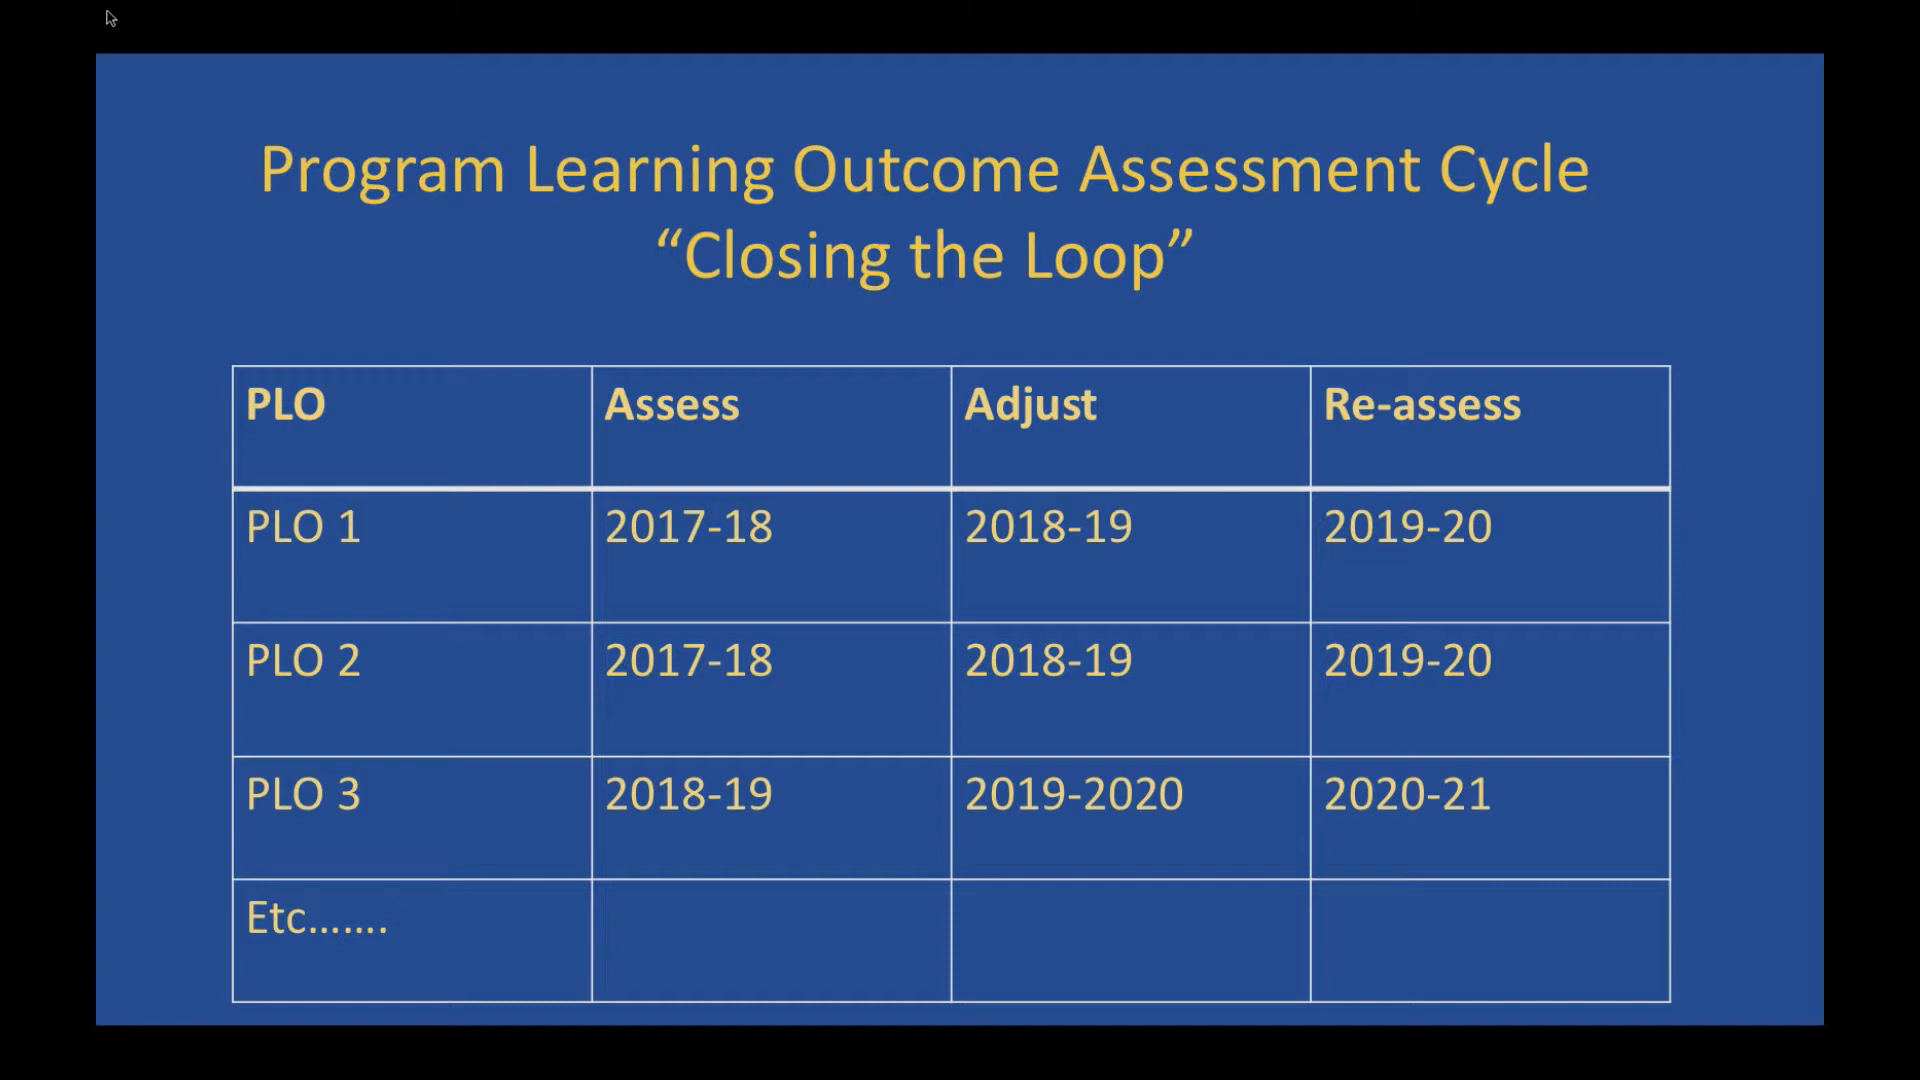 Program Learning Outcome Assessment Cycle
“Closing the Loop”
PLO Assess Adjust Re-assess
PLO 1 2017-18 2018-19 2019-20
PLO 2 2017-18 2018-19 2019-20
PLO 3 2018-19 2019-2020 2020-21
Etc.......